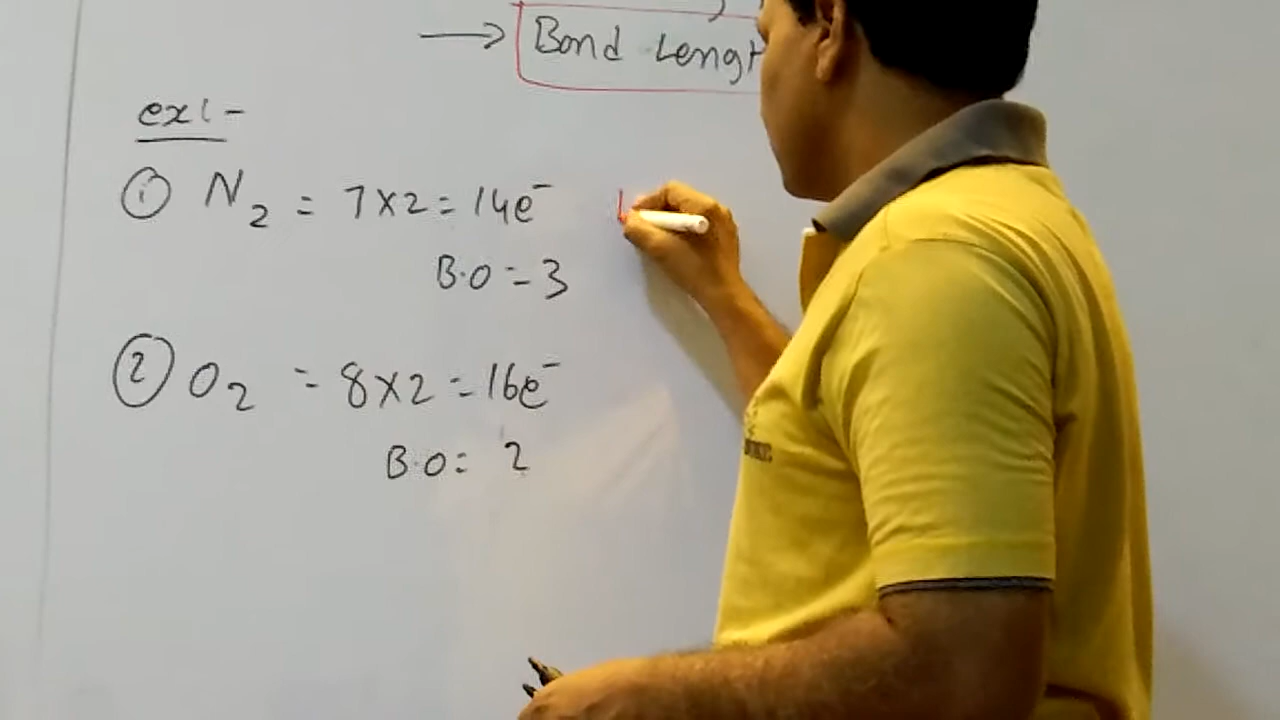 → Bond Lengt
ex:-
① N₂ = 7×2 = 14e⁻
B.O = 3
② O₂ = 8×2 = 16e⁻
B.O = 2